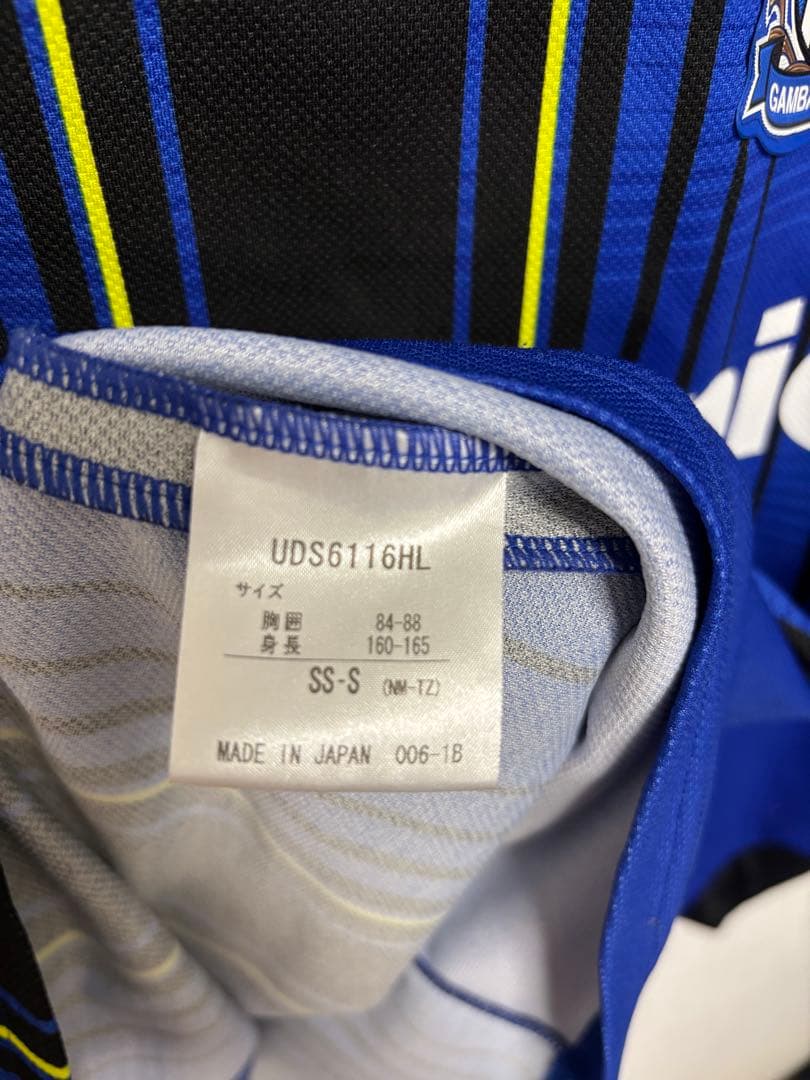 GAMBA
UDS6116HL
サイズ
胸囲 84-88
身長 160-165
SS-S (NM-TZ)
MADE IN JAPAN 006-1B